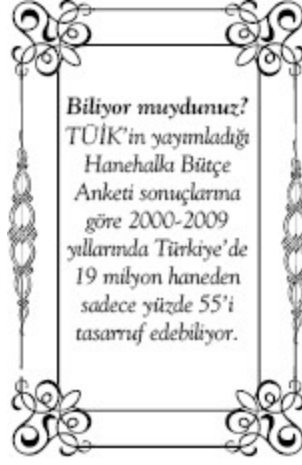 Biliyor muydunuz?
TÜİK'in yayımladığı
Hanehalkı Bütçe
Anketi sonuçlarına
göre 2000-2009
yıllarında Türkiye'de
19 milyon haneden
sadece yüzde 55'i
tasarruf edebiliyor.